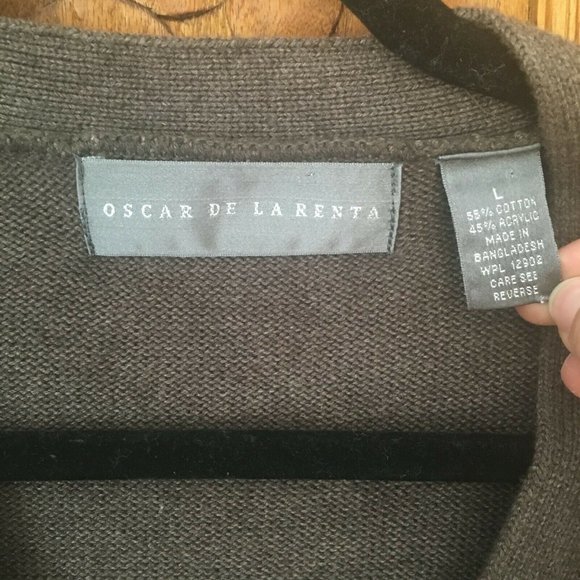 OSCAR DE LA RENTA
L
55% COTTON
45% ACRYLIC
MADE IN
BANGLADESH
WPL 12902
CARE SEE
REVERSE